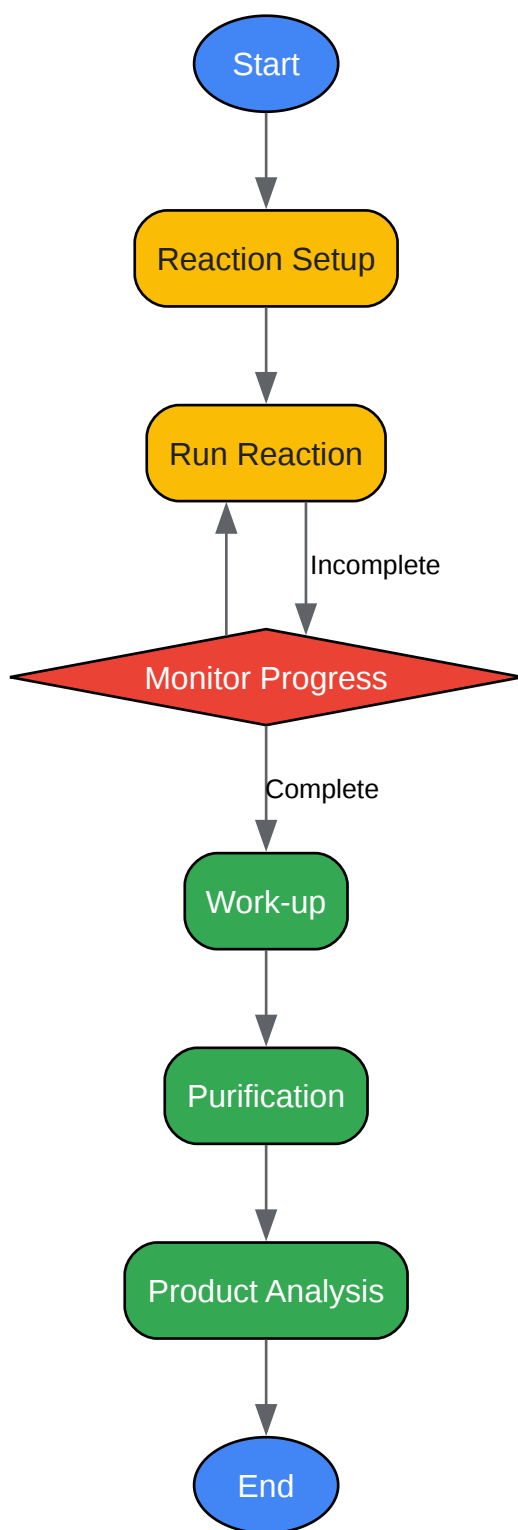 Start
Reaction Setup
Run Reaction
Incomplete
Monitor Progress
Complete
Work-up
Purification
Product Analysis
End